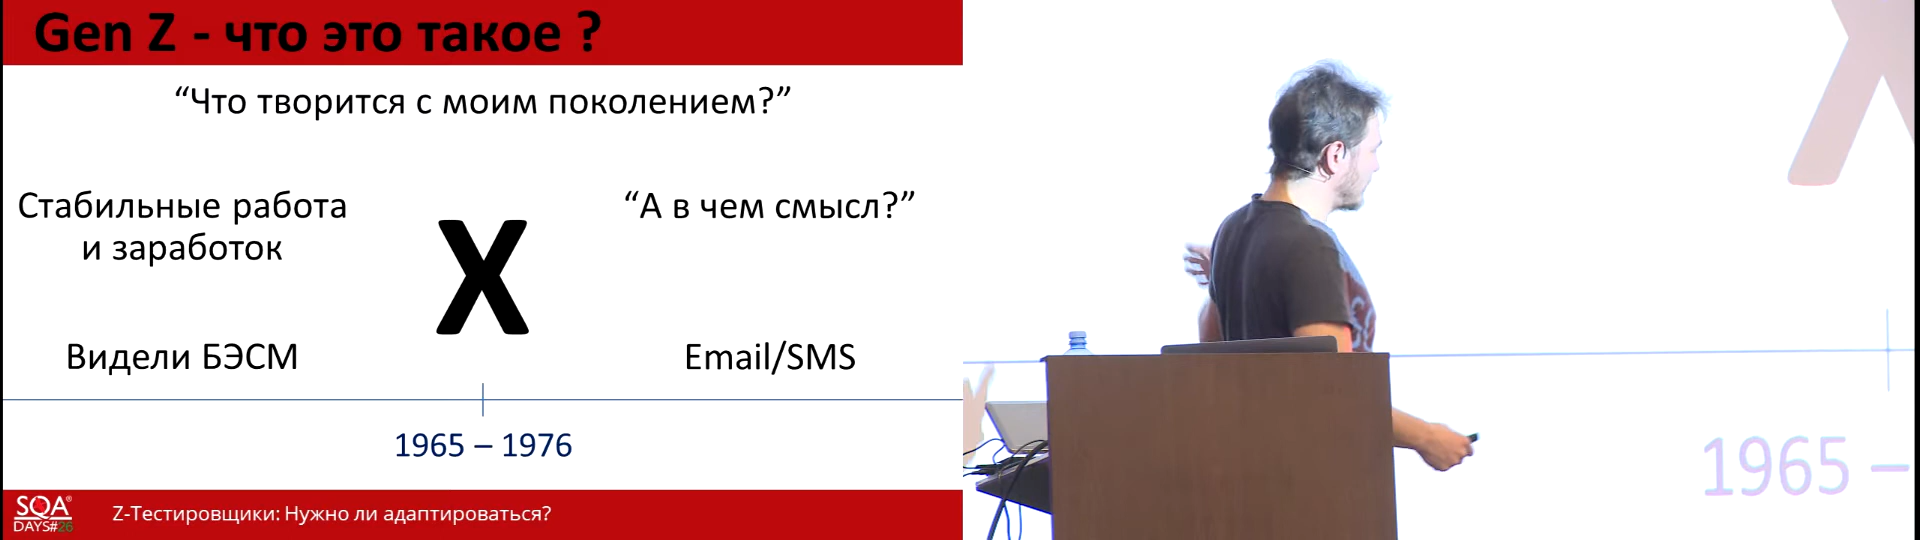 Gen Z - что это такое ?
“Что творится с моим поколением?”
Стабильные работа
и заработок
“А в чем смысл?”
X
Видели БЭСМ
Email/SMS
1965 – 1976
SQA®
DAYS#26
Z-Тестировщики: Нужно ли адаптироваться?
X
1965 –